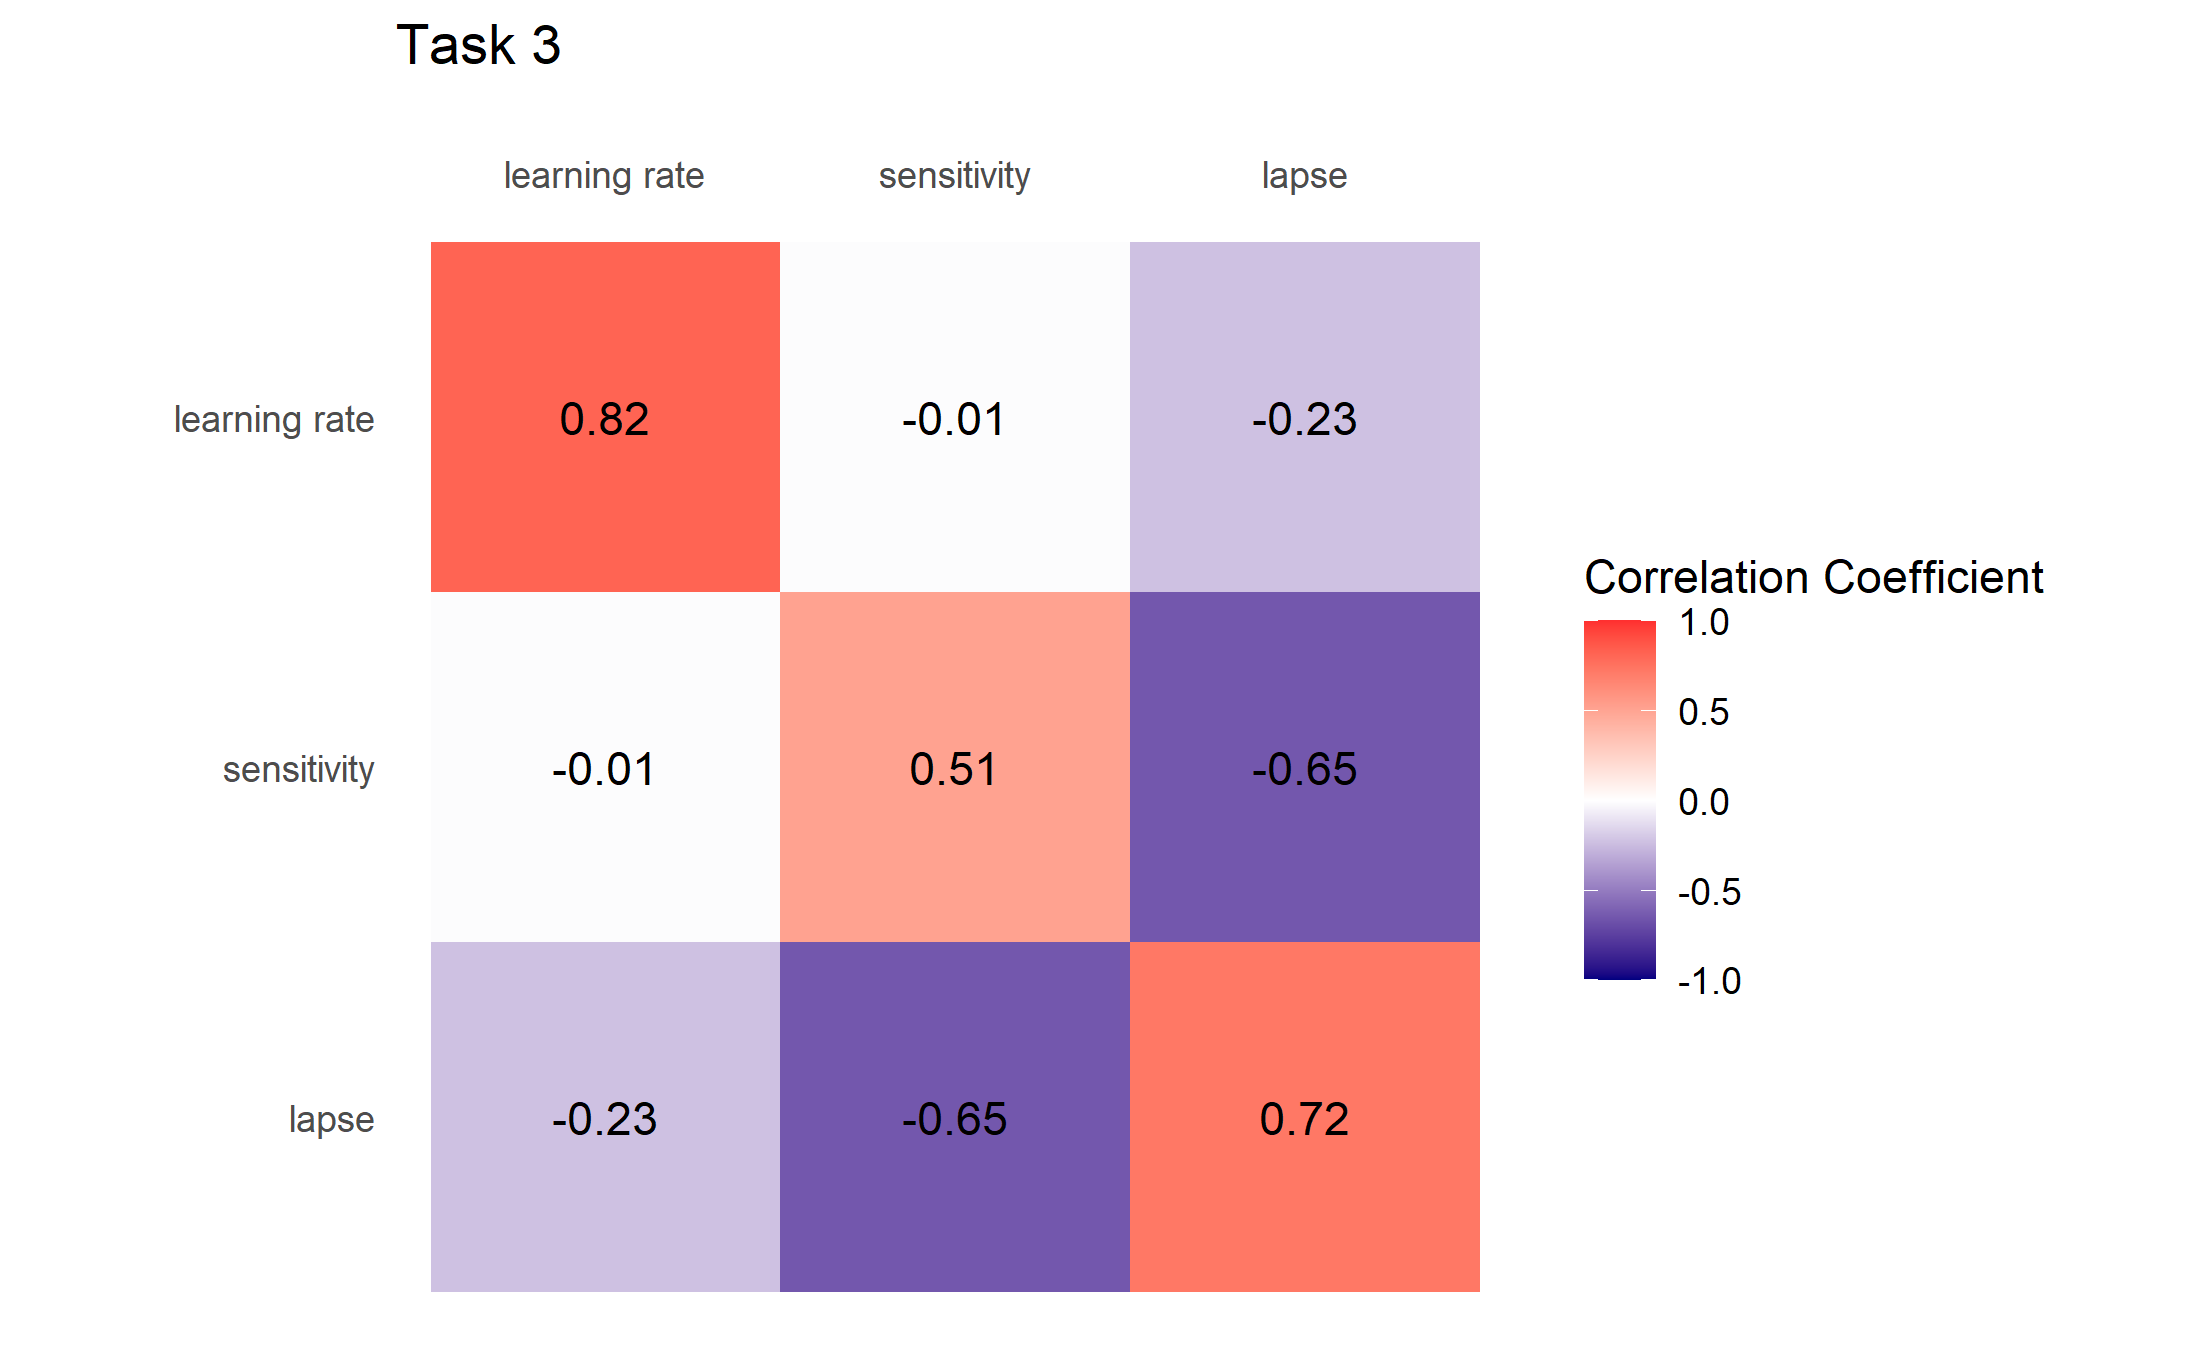 Task 3
learning rate sensitivity lapse
learning rate 0.82 -0.01 -0.23
sensitivity -0.01 0.51 -0.65
lapse -0.23 -0.65 0.72
Correlation Coefficient
1.0
0.5
0.0
-0.5
-1.0